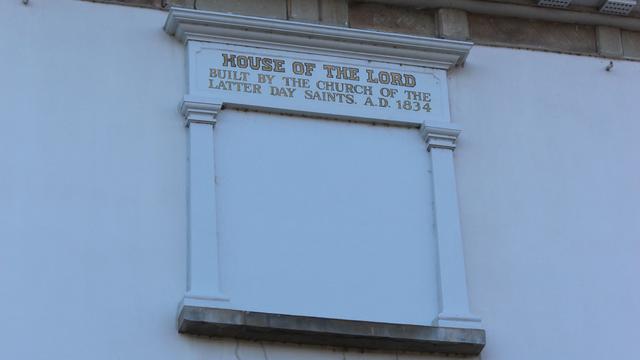 HOUSE OF THE LORD
BUILT BY THE CHURCH OF THE
LATTER DAY SAINTS. A.D. 1834